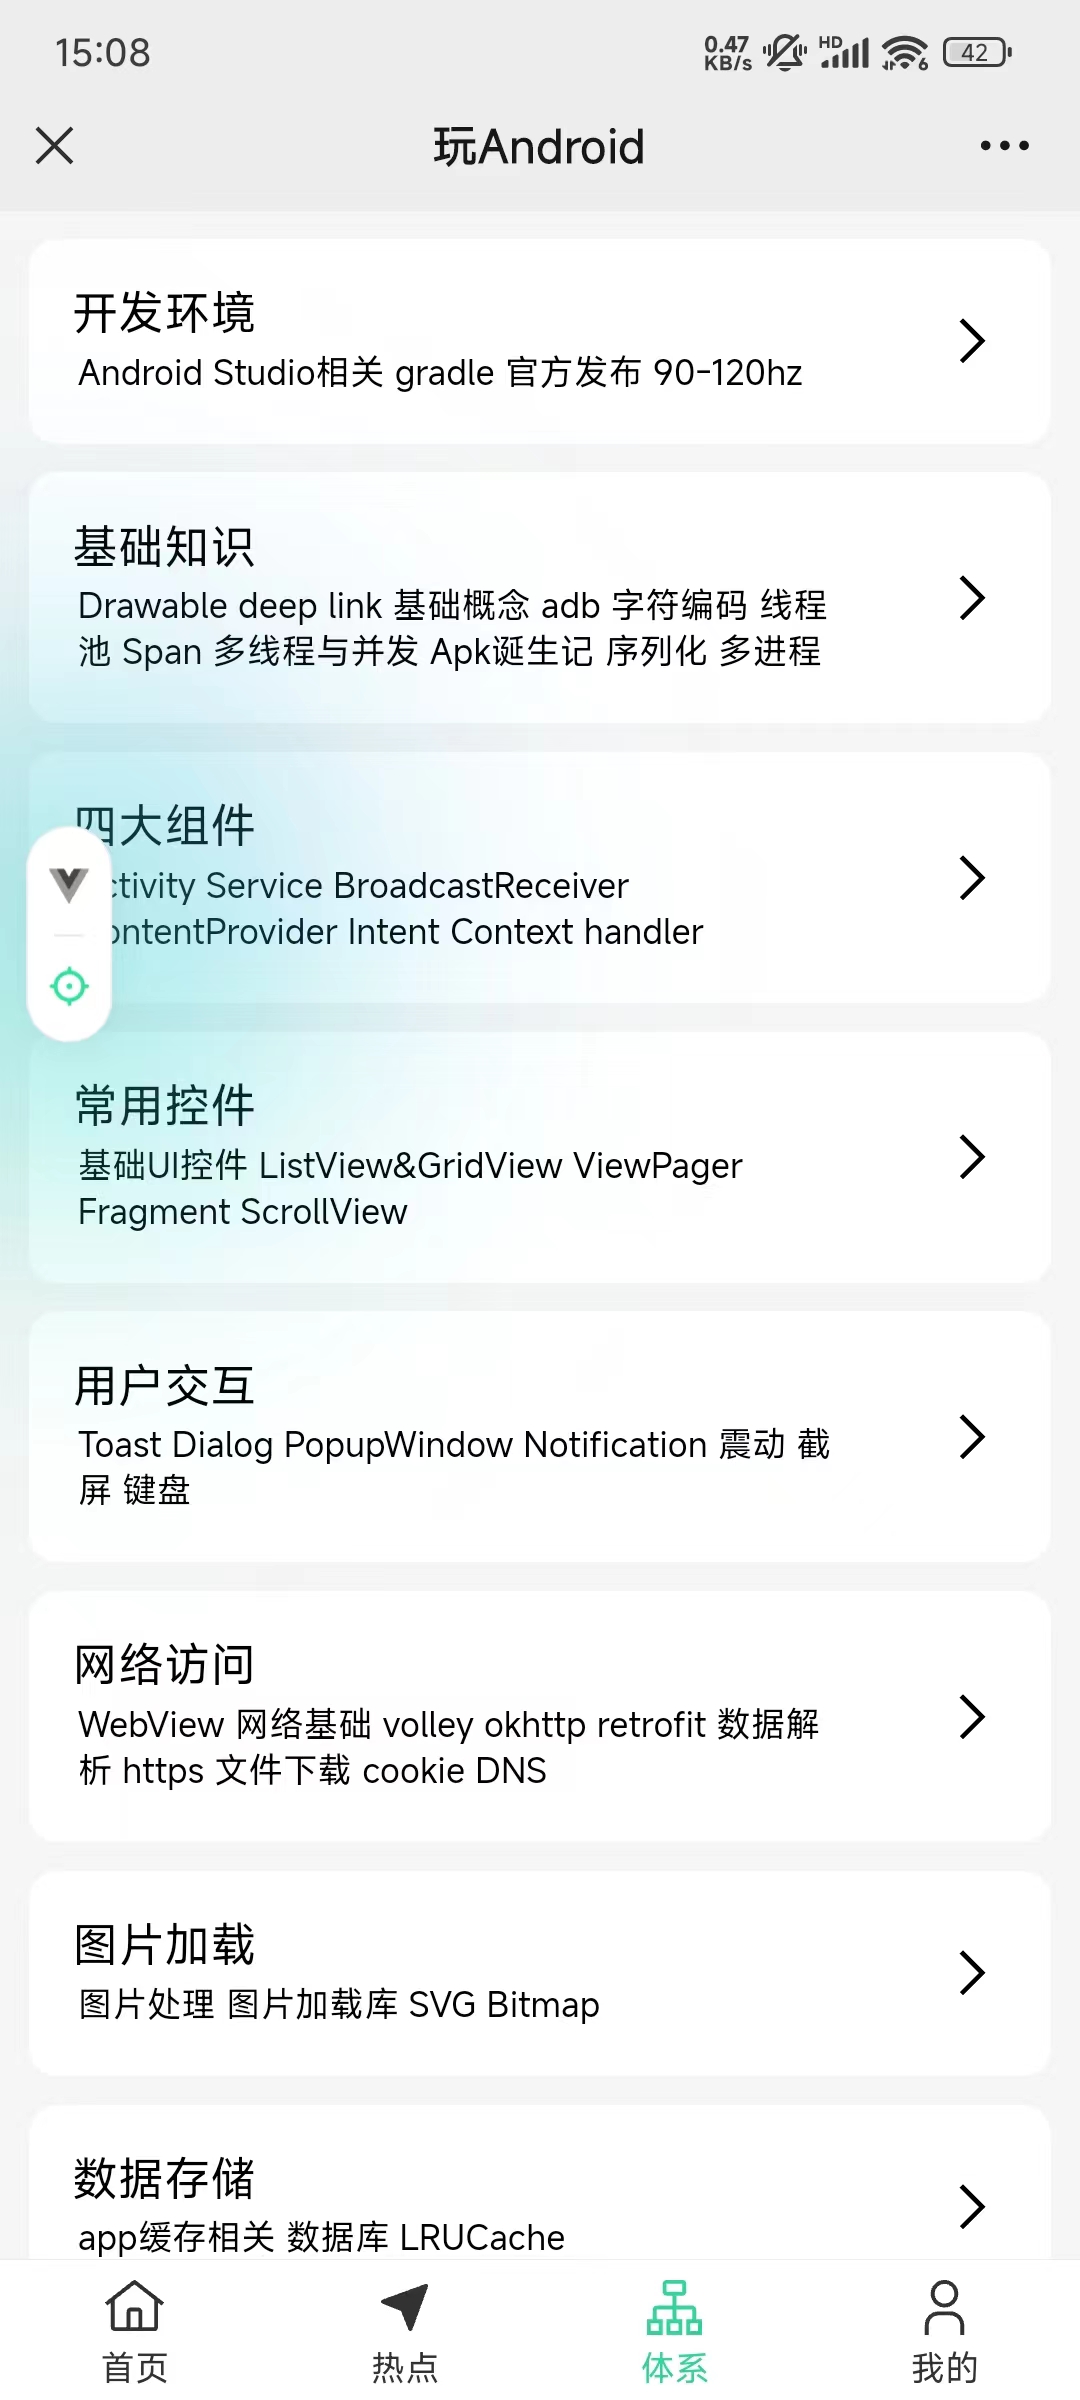 15:08
0.47
KB/s
HD
6
42
玩Android
开发环境
Android Studio相关 gradle 官方发布 90-120hz
基础知识
Drawable deep link 基础概念 adb 字符编码 线程
池 Span 多线程与并发 Apk诞生记 序列化 多进程
四大组件
ctivity Service BroadcastReceiver
ontentProvider Intent Context handler
常用控件
基础UI控件 ListView&GridView ViewPager
Fragment ScrollView
用户交互
Toast Dialog PopupWindow Notification 震动 截
屏 键盘
网络访问
WebView 网络基础 volley okhttp retrofit 数据解
析 https 文件下载 cookie DNS
图片加载
图片处理 图片加载库 SVG Bitmap
数据存储
app缓存相关 数据库 LRUCache
首页
热点
体系
我的